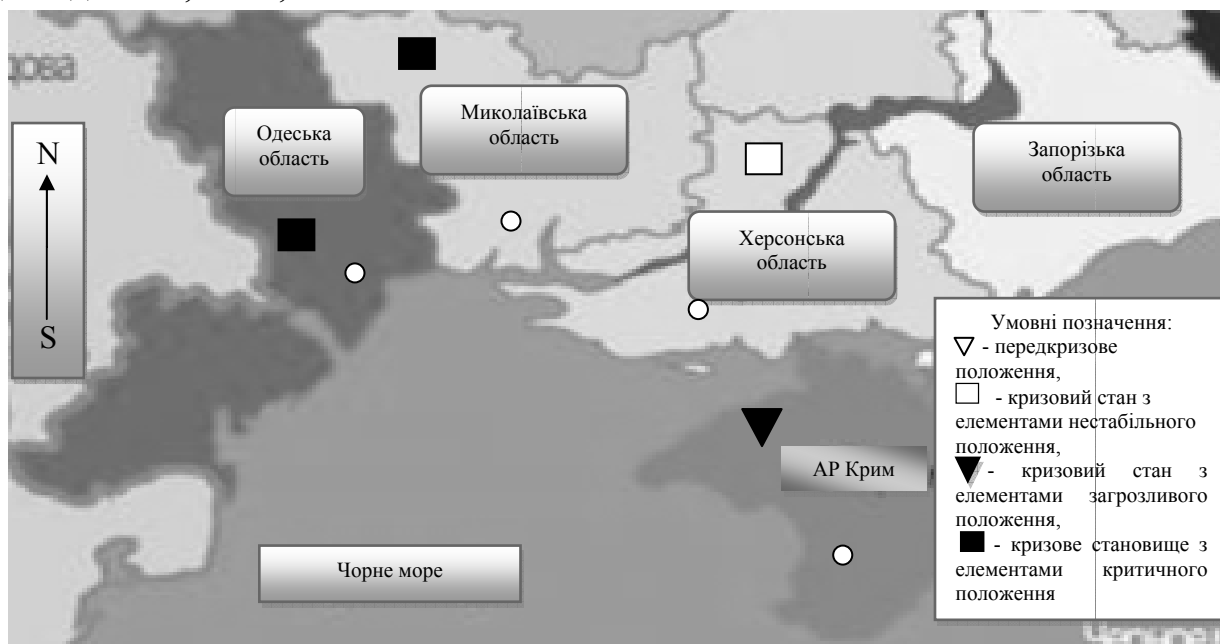 дова
N
S
Одеська
область
Миколаївська
область
Запорізька
область
Херсонська
область
АР Крим
Чорне море
Умовні позначення:
- передкризове
положення,
- кризовий стан з
елементами нестабільного
положення,
- кризовий стан з
елементами загрозливого
положення,
- кризове становище з
елементами критичного
положення